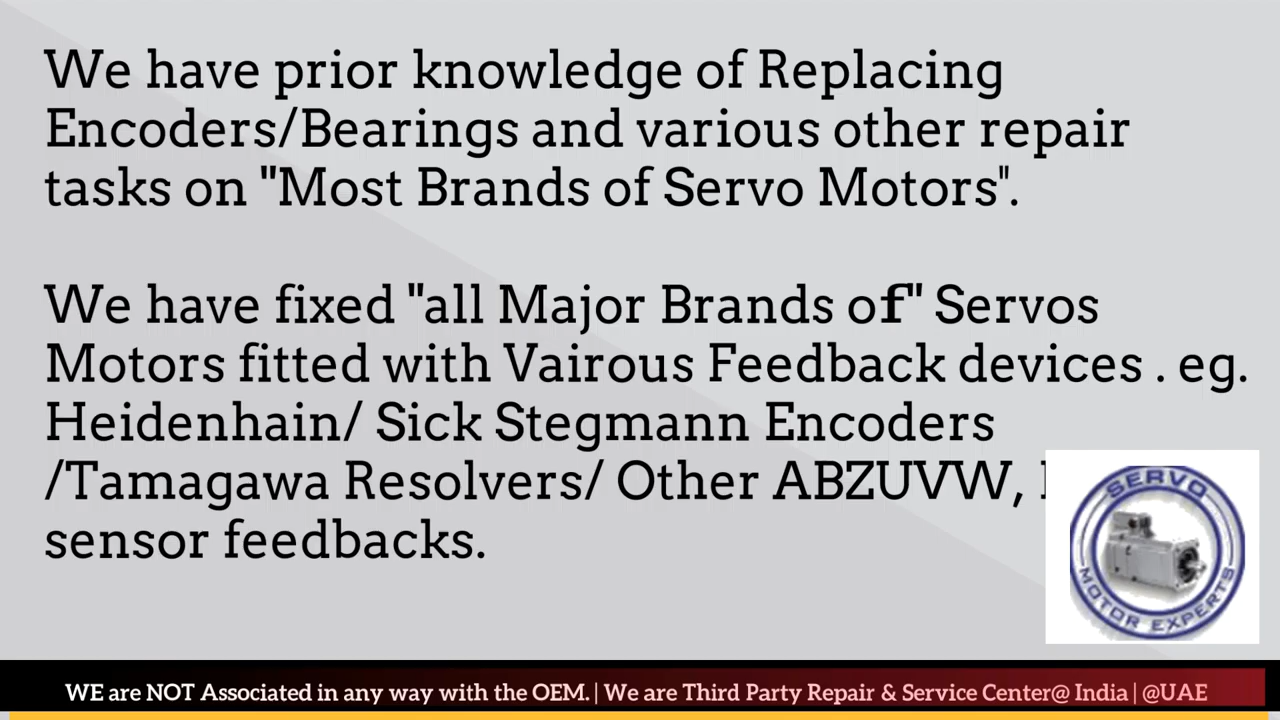 We have prior knowledge of Replacing
Encoders/Bearings and various other repair
tasks on "Most Brands of Servo Motors".
We have fixed "all Major Brands of" Servos
Motors fitted with Vairous Feedback devices . eg.
Heidenhain/ Sick Stegmann Encoders
/Tamagawa Resolvers/ Other ABZUVW,
sensor feedbacks.
SERVO
MOTOR EXPERTS
WE are NOT Associated in any way with the OEM. | We are Third Party Repair & Service Center@ India | @UAE